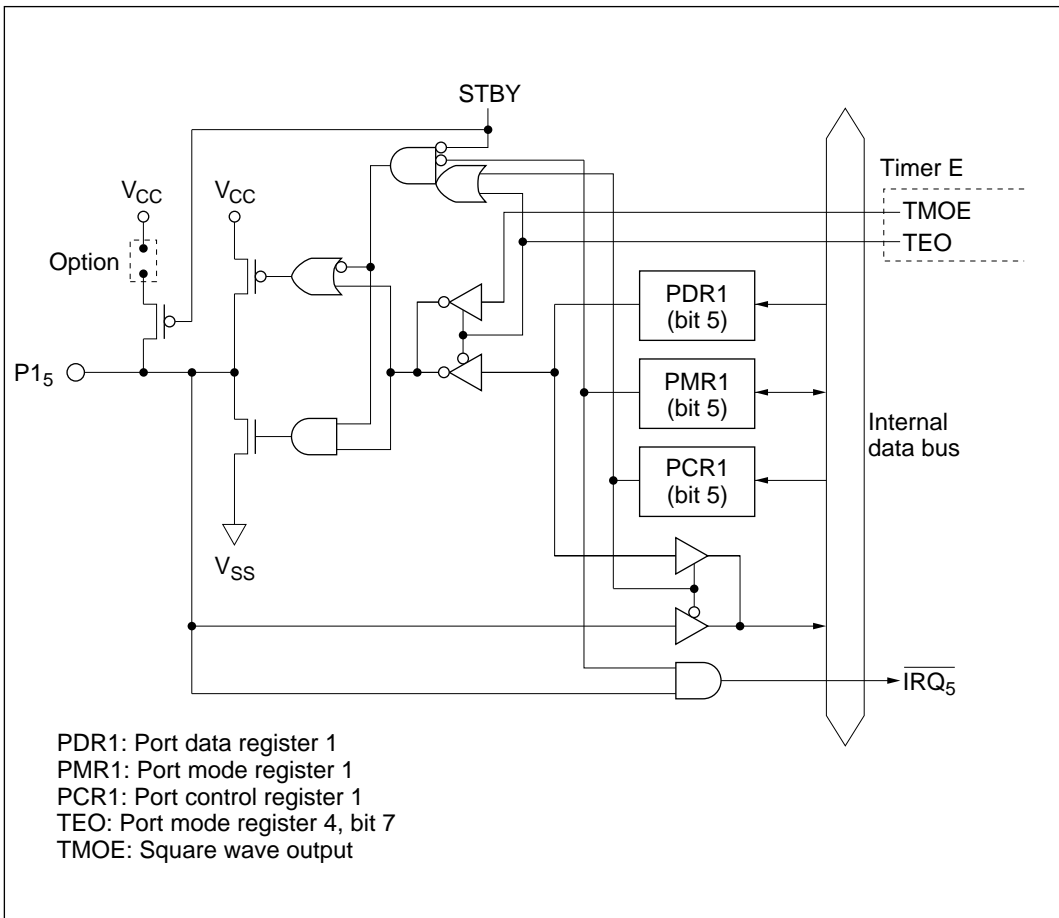 STBY
Timer E
VCC
VCC
TMOE
TEO
Option
PDR1
(bit 5)
P15
PMR1
(bit 5)
Internal
data bus
PCR1
(bit 5)
VSS
IRQ5
PDR1: Port data register 1
PMR1: Port mode register 1
PCR1: Port control register 1
TEO: Port mode register 4, bit 7
TMOE: Square wave output